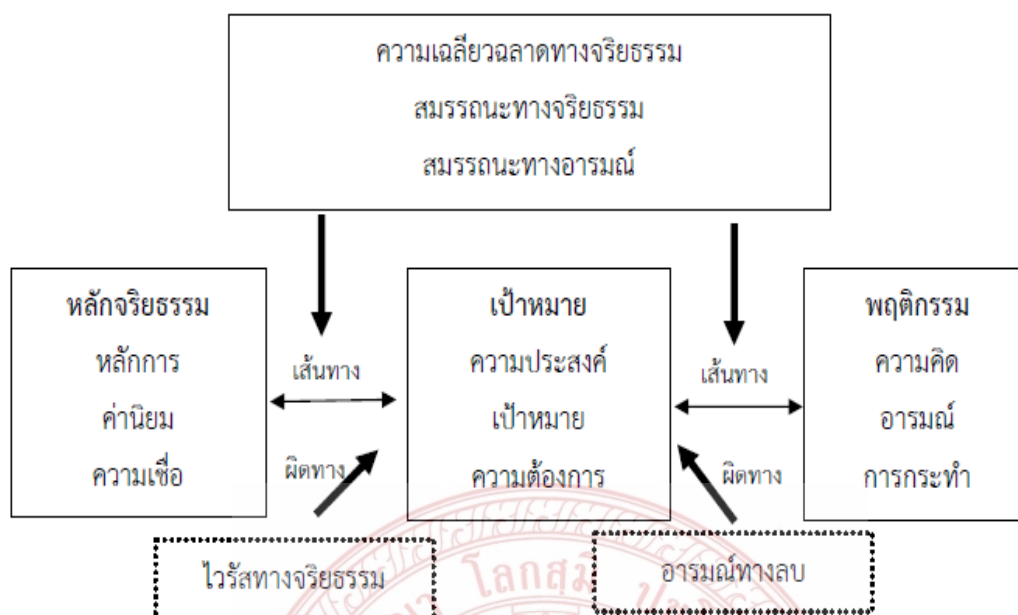 ความเฉลียวฉลาดทางจริยธรรม
สมรรถนะทางจริยธรรม
สมรรถนะทางอารมณ์
หลักจริยธรรม
หลักการ
ค่านิยม
ความเชื่อ
เส้นทาง
ผิดทาง
เป้าหมาย
ความประสงค์
เป้าหมาย
ความต้องการ
เส้นทาง
ผิดทาง
พฤติกรรม
ความคิด
อารมณ์
การกระทำ
ไวรัสทางจริยธรรม
อารมณ์ทางลบ
โลกสฺมิ